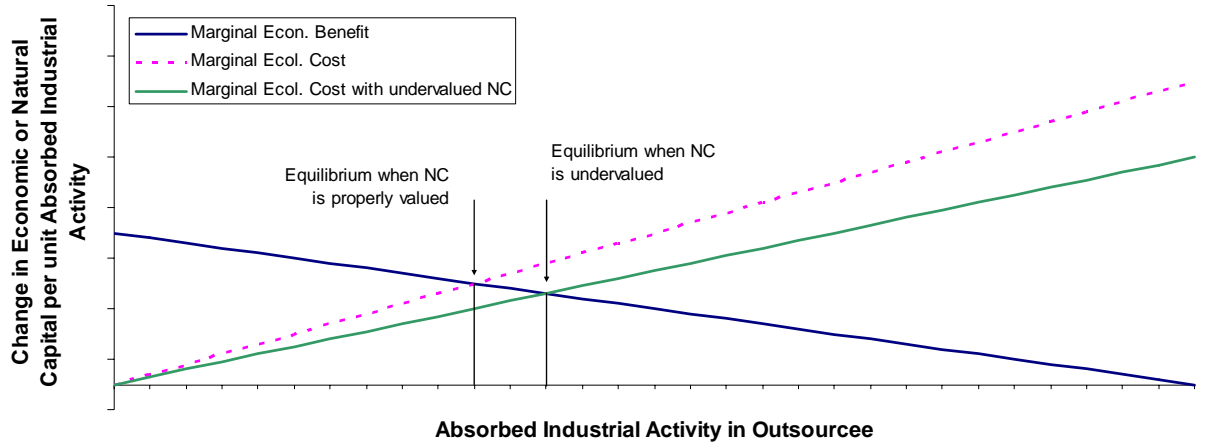 Marginal Econ. Benefit
Marginal Ecol. Cost
Marginal Ecol. Cost with undervalued NC
Change in Economic or Natural
Capital per unit Absorbed Industrial
Activity
Equilibrium when NC
is properly valued
Equilibrium when NC
is undervalued
Absorbed Industrial Activity in Outsourcee